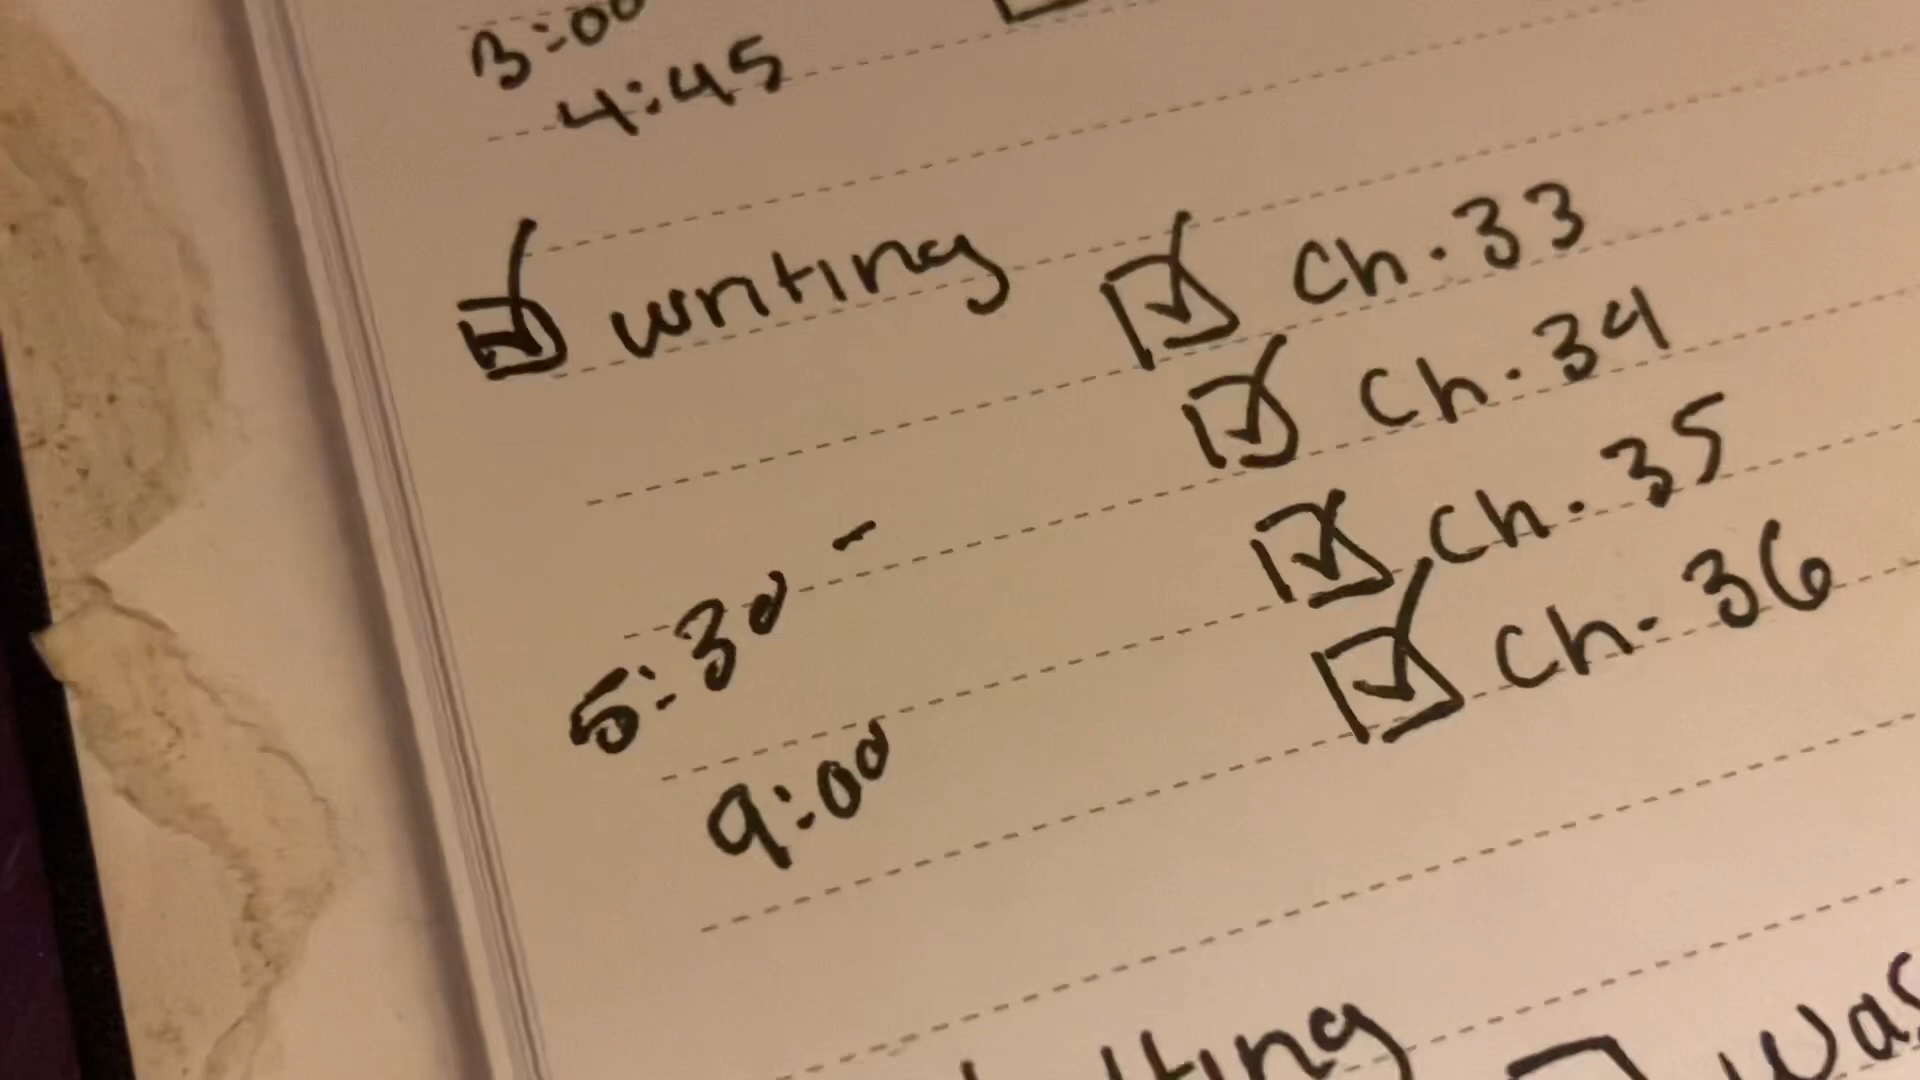 3:00
4:45
writing
Ch. 33
Ch. 34
Ch. 35
Ch. 36
5:30 -
9:00